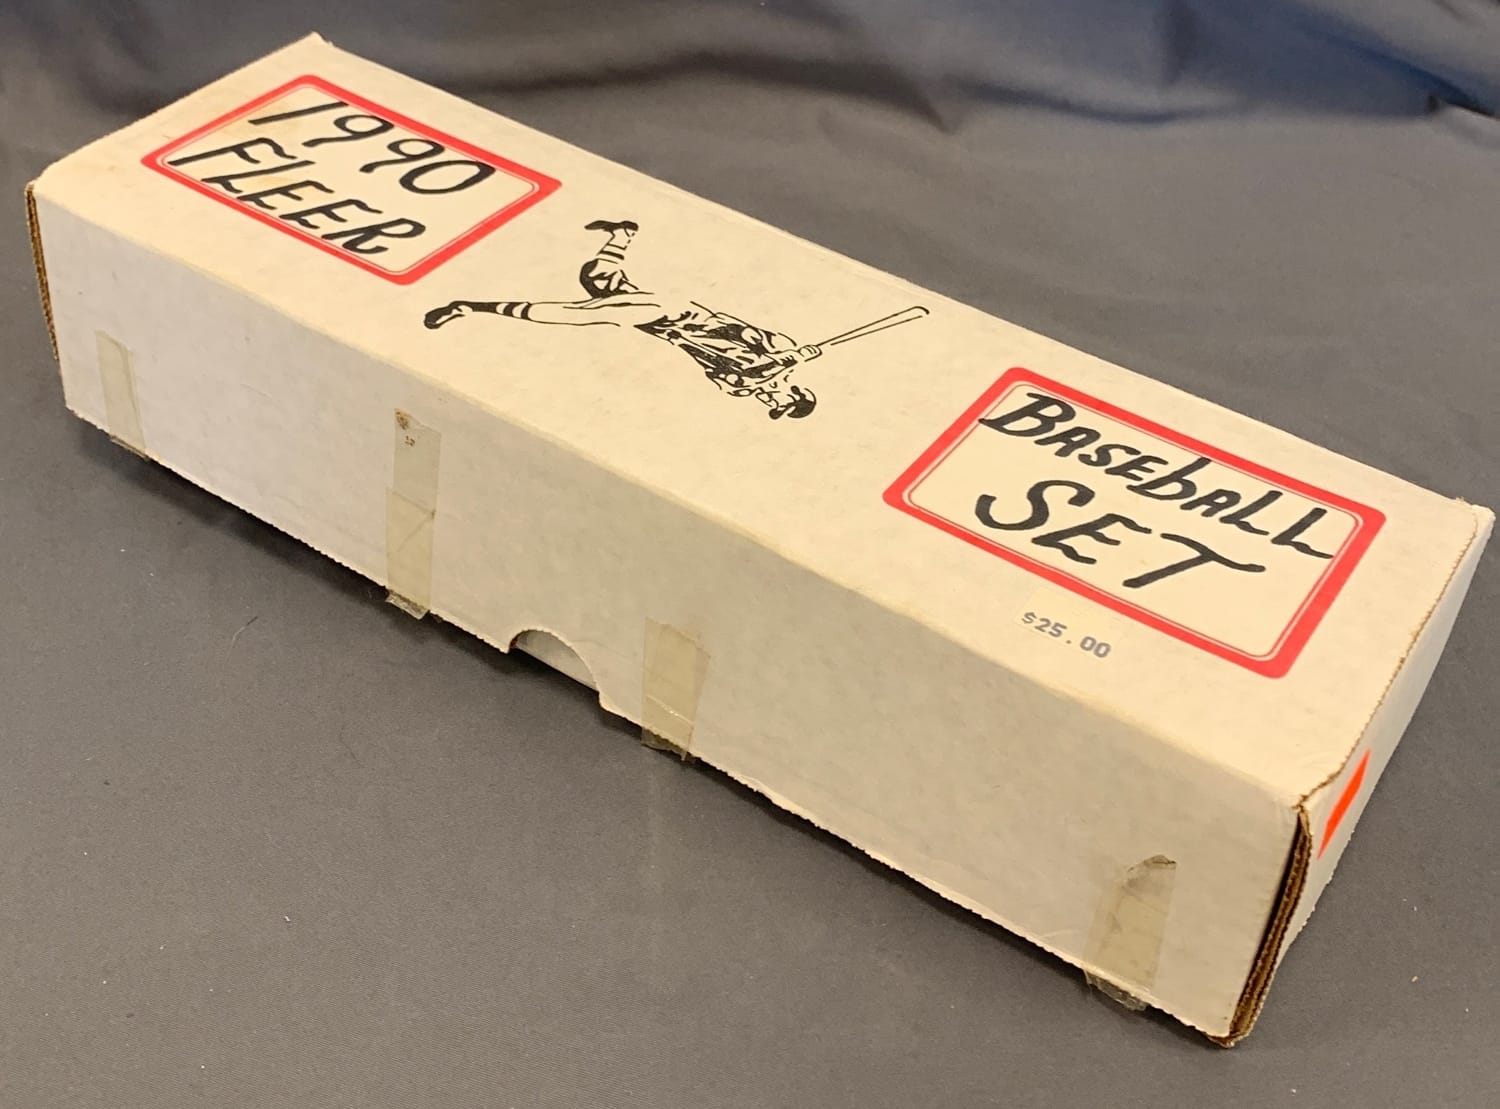 1990
FLEER
BASEbALL
SET
$25.00